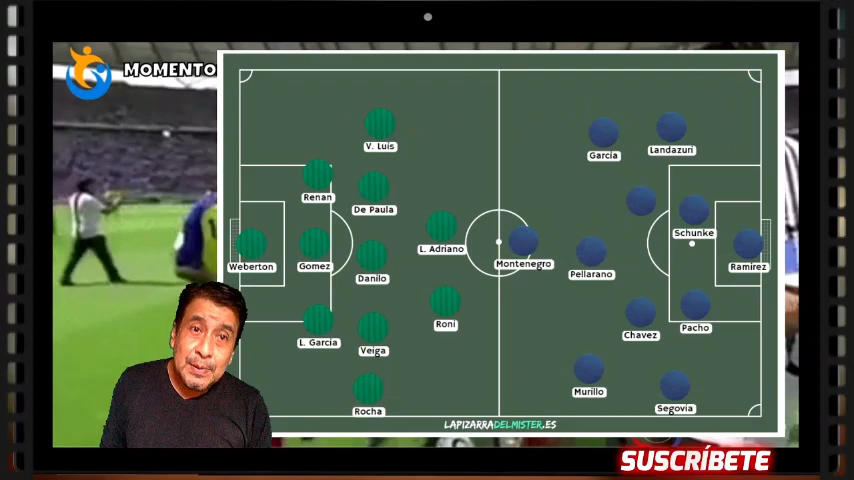 MOMENTO
V. Luis
Renan
De Paula
Weberton
Gomez
L. Adriano
Danilo
L. Garcia
Roni
Veiga
Rocha
García
Landazuri
Schunke
Montenegro
Pellarano
Ramirez
Chavez
Pacho
Murillo
Segovia
LAPIZARRADELMISTER.ES
SUSCRÍBETE